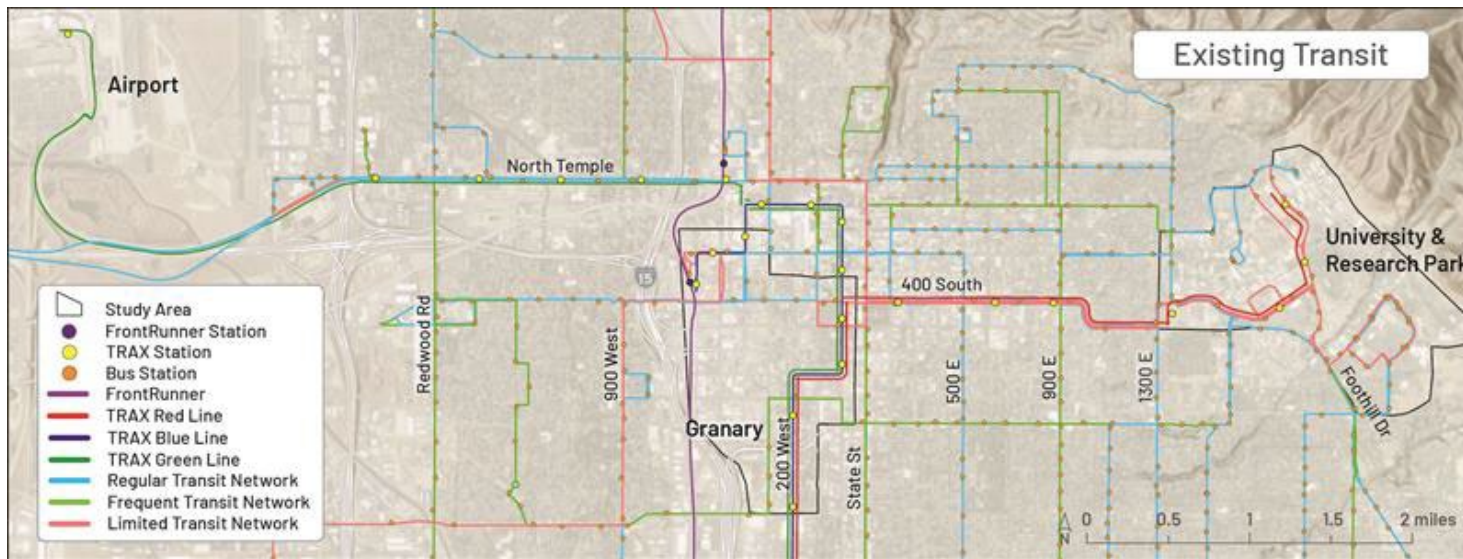 Existing Transit
Airport
North Temple
University &
Research Park
15
400 South
Redwood Rd
900 West
500 E
900 E
1300 E
Foothill Dr
Granary
200 West
State St
Study Area
FrontRunner Station
TRAX Station
Bus Station
FrontRunner
TRAX Red Line
TRAX Blue Line
TRAX Green Line
Regular Transit Network
Frequent Transit Network
Limited Transit Network
N
0 0.5 1 1.5 2 miles